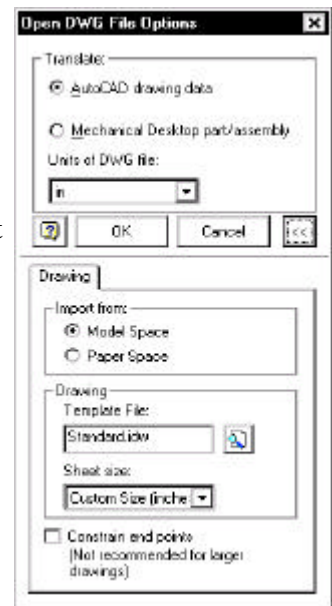 Open DWG File Options
Translate:
AutoCAD drawing data
Mechanical Desktop part/assembly
Units of DWG file:
in
OK Cancel <<
Drawing
Import from:
Model Space
Paper Space
Drawing
Template File:
Standard.idw
Sheet size:
Custom Size (inche
Constrain end points
(Not recommended for larger
drawings)